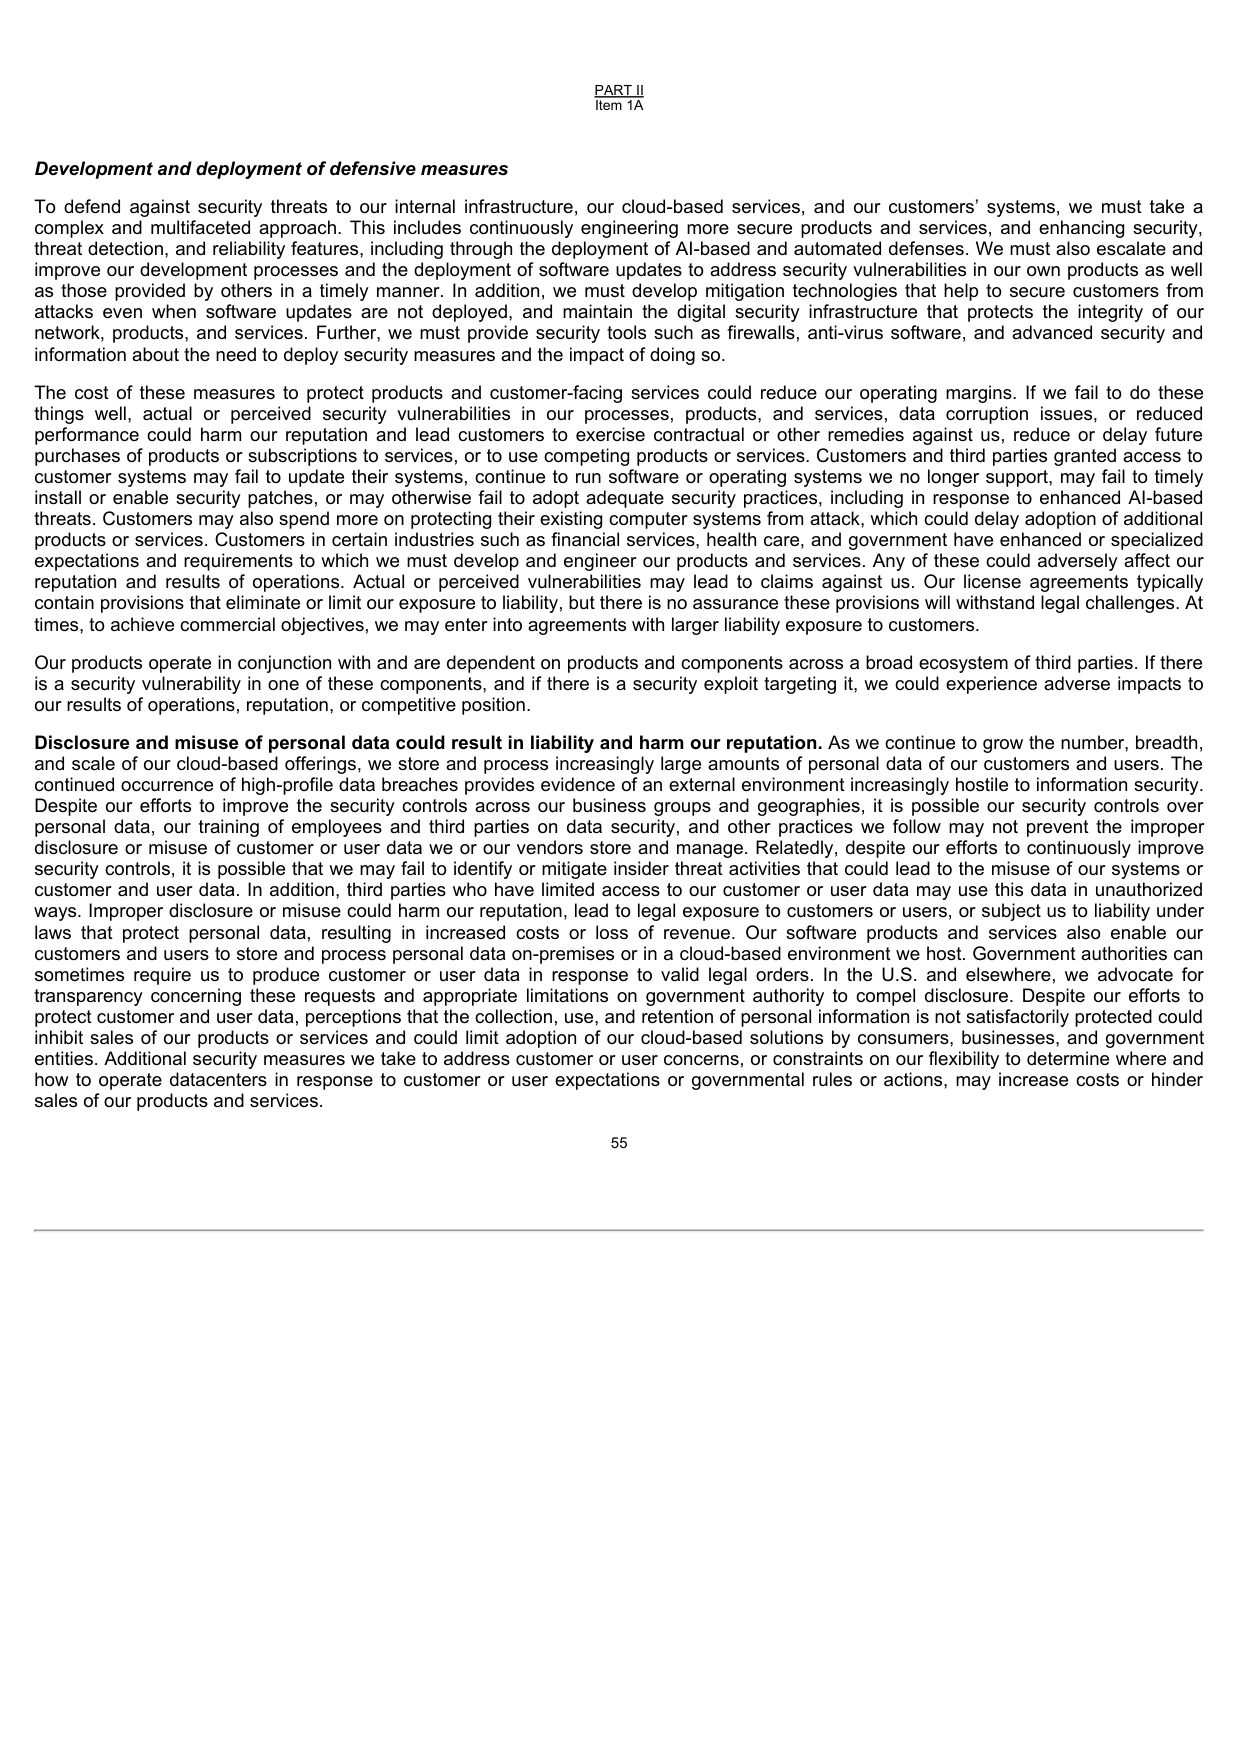 PART II
Item 1A
Development and deployment of defensive measures
To defend against security threats to our internal infrastructure, our cloud-based services, and our customers’ systems, we must take a
complex and multifaceted approach. This includes continuously engineering more secure products and services, and enhancing security,
threat detection, and reliability features, including through the deployment of AI-based and automated defenses. We must also escalate and
improve our development processes and the deployment of software updates to address security vulnerabilities in our own products as well
as those provided by others in a timely manner. In addition, we must develop mitigation technologies that help to secure customers from
attacks even when software updates are not deployed, and maintain the digital security infrastructure that protects the integrity of our
network, products, and services. Further, we must provide security tools such as firewalls, anti-virus software, and advanced security and
information about the need to deploy security measures and the impact of doing so.
The cost of these measures to protect products and customer-facing services could reduce our operating margins. If we fail to do these
things well, actual or perceived security vulnerabilities in our processes, products, and services, data corruption issues, or reduced
performance could harm our reputation and lead customers to exercise contractual or other remedies against us, reduce or delay future
purchases of products or subscriptions to services, or to use competing products or services. Customers and third parties granted access to
customer systems may fail to update their systems, continue to run software or operating systems we no longer support, may fail to timely
install or enable security patches, or may otherwise fail to adopt adequate security practices, including in response to enhanced AI-based
threats. Customers may also spend more on protecting their existing computer systems from attack, which could delay adoption of additional
products or services. Customers in certain industries such as financial services, health care, and government have enhanced or specialized
expectations and requirements to which we must develop and engineer our products and services. Any of these could adversely affect our
reputation and results of operations. Actual or perceived vulnerabilities may lead to claims against us. Our license agreements typically
contain provisions that eliminate or limit our exposure to liability, but there is no assurance these provisions will withstand legal challenges. At
times, to achieve commercial objectives, we may enter into agreements with larger liability exposure to customers.
Our products operate in conjunction with and are dependent on products and components across a broad ecosystem of third parties. If there
is a security vulnerability in one of these components, and if there is a security exploit targeting it, we could experience adverse impacts to
our results of operations, reputation, or competitive position.
Disclosure and misuse of personal data could result in liability and harm our reputation. As we continue to grow the number, breadth,
and scale of our cloud-based offerings, we store and process increasingly large amounts of personal data of our customers and users. The
continued occurrence of high-profile data breaches provides evidence of an external environment increasingly hostile to information security.
Despite our efforts to improve the security controls across our business groups and geographies, it is possible our security controls over
personal data, our training of employees and third parties on data security, and other practices we follow may not prevent the improper
disclosure or misuse of customer or user data we or our vendors store and manage. Relatedly, despite our efforts to continuously improve
security controls, it is possible that we may fail to identify or mitigate insider threat activities that could lead to the misuse of our systems or
customer and user data. In addition, third parties who have limited access to our customer or user data may use this data in unauthorized
ways. Improper disclosure or misuse could harm our reputation, lead to legal exposure to customers or users, or subject us to liability under
laws that protect personal data, resulting in increased costs or loss of revenue. Our software products and services also enable our
customers and users to store and process personal data on-premises or in a cloud-based environment we host. Government authorities can
sometimes require us to produce customer or user data in response to valid legal orders. In the U.S. and elsewhere, we advocate for
transparency concerning these requests and appropriate limitations on government authority to compel disclosure. Despite our efforts to
protect customer and user data, perceptions that the collection, use, and retention of personal information is not satisfactorily protected could
inhibit sales of our products or services and could limit adoption of our cloud-based solutions by consumers, businesses, and government
entities. Additional security measures we take to address customer or user concerns, or constraints on our flexibility to determine where and
how to operate datacenters in response to customer or user expectations or governmental rules or actions, may increase costs or hinder
sales of our products and services.
55